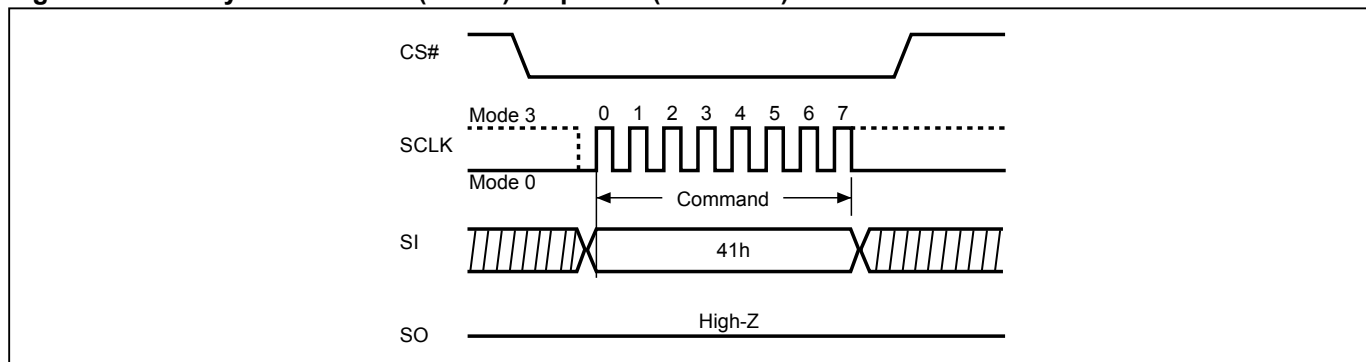 CS#
Mode 3
0 1 2 3 4 5 6 7
SCLK
Mode 0
Command
SI
41h
High-Z
SO